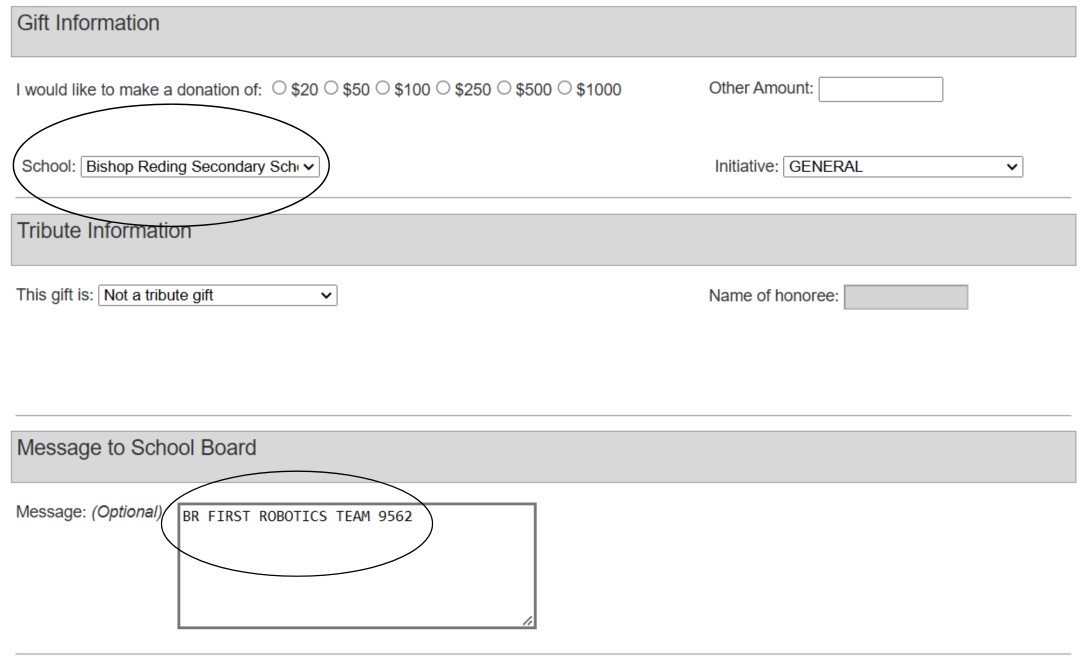 Gift Information
I would like to make a donation of: $20 $50 $100 $250 $500 $1000 Other Amount:
School: Bishop Reding Secondary Sch Initiative: GENERAL
Tribute Information
This gift is: Not a tribute gift Name of honoree:
Message to School Board
Message: (Optional) BR FIRST ROBOTICS TEAM 9562